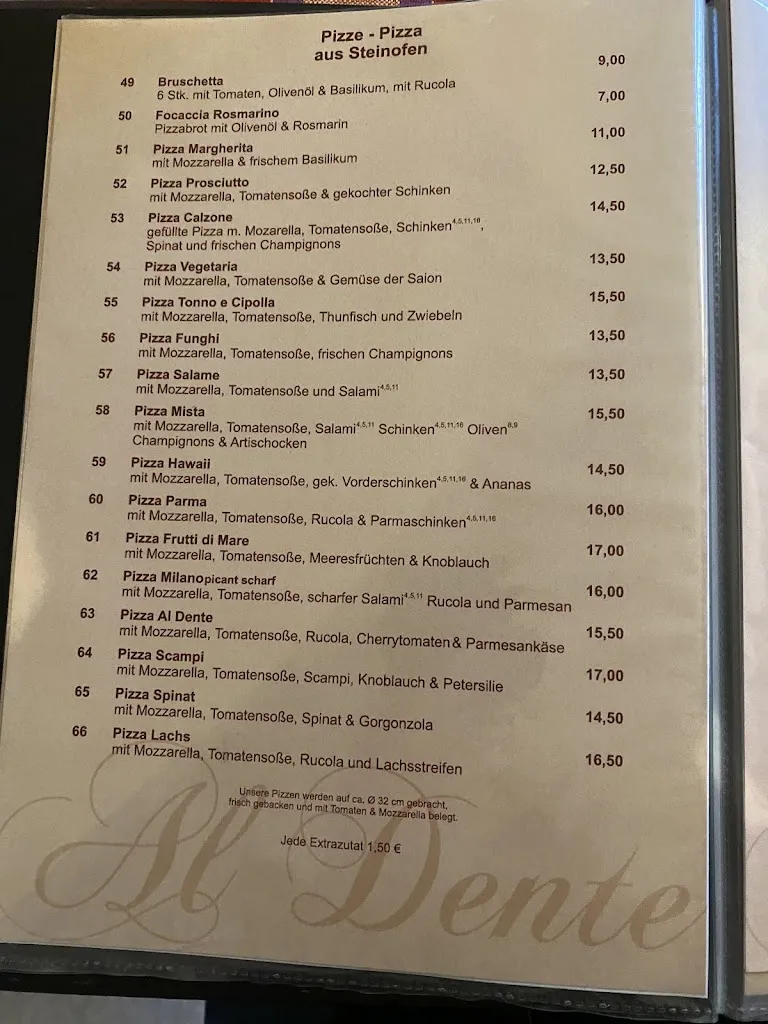 Pizze - Pizza
aus Steinofen
49 Bruschetta 9,00
6 Stk. mit Tomaten, Olivenöl & Basilikum, mit Rucola
50 Focaccia Rosmarino 7,00
Pizzabrot mit Olivenöl & Rosmarin
51 Pizza Margherita 11,00
mit Mozzarella & frischem Basilikum
52 Pizza Prosciutto 12,50
mit Mozzarella, Tomatensoße & gekochter Schinken
53 Pizza Calzone 14,50
gefüllte Pizza m. Mozarella, Tomatensoße, Schinken4,5,11,16,
Spinat und frischen Champignons
54 Pizza Vegetaria 13,50
mit Mozzarella, Tomatensoße & Gemüse der Saion
55 Pizza Tonno e Cipolla 15,50
mit Mozzarella, Tomatensoße, Thunfisch und Zwiebeln
56 Pizza Funghi 13,50
mit Mozzarella, Tomatensoße, frischen Champignons
57 Pizza Salame 13,50
mit Mozzarella, Tomatensoße und Salami4,5,11
58 Pizza Mista 15,50
mit Mozzarella, Tomatensoße, Salami4,5,11 Schinken4,5,11,16 Oliven8,9
Champignons & Artischocken
59 Pizza Hawaii 14,50
mit Mozzarella, Tomatensoße, gek. Vorderschinken4,5,11,16 & Ananas
60 Pizza Parma 16,00
mit Mozzarella, Tomatensoße, Rucola & Parmaschinken4,5,11,16
61 Pizza Frutti di Mare 17,00
mit Mozzarella, Tomatensoße, Meeresfrüchten & Knoblauch
62 Pizza Milanopicant scharf 16,00
mit Mozzarella, Tomatensoße, scharfer Salami4,5,11 Rucola und Parmesan
63 Pizza Al Dente 15,50
mit Mozzarella, Tomatensoße, Rucola, Cherrytomaten & Parmesankäse
64 Pizza Scampi 17,00
mit Mozzarella, Tomatensoße, Scampi, Knoblauch & Petersilie
65 Pizza Spinat 14,50
mit Mozzarella, Tomatensoße, Spinat & Gorgonzola
66 Pizza Lachs 16,50
mit Mozzarella, Tomatensoße, Rucola und Lachsstreifen
Unsere Pizzen werden auf ca. Ø 32 cm gebracht,
frisch gebacken und mit Tomaten & Mozzarella belegt.
Jede Extrazutat 1,50 €
Al Dente